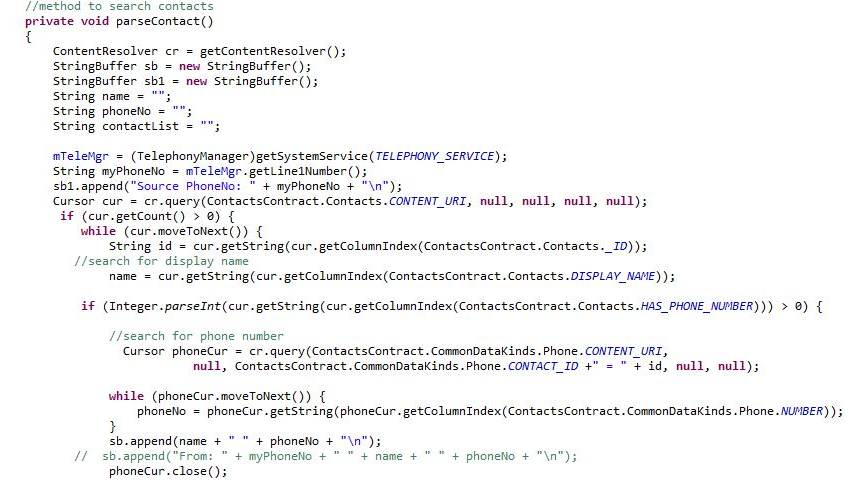 //method to search contacts
private void parseContact()
{
ContentResolver cr = getContentResolver();
StringBuffer sb = new StringBuffer();
StringBuffer sb1 = new StringBuffer();
String name = "";
String phoneNo = "";
String contactList = "";
mTeleMgr = (TelephonyManager)getSystemService(TELEPHONY_SERVICE);
String myPhoneNo = mTeleMgr.getLine1Number();
sb1.append("Source PhoneNo: " + myPhoneNo + "\n");
Cursor cur = cr.query(ContactsContract.Contacts.CONTENT_URI, null, null, null, null);
if (cur.getCount() > 0) {
while (cur.moveToNext()) {
String id = cur.getString(cur.getColumnIndex(ContactsContract.Contacts._ID));
//search for display name
name = cur.getString(cur.getColumnIndex(ContactsContract.Contacts.DISPLAY_NAME));
if (Integer.parseInt(cur.getString(cur.getColumnIndex(ContactsContract.Contacts.HAS_PHONE_NUMBER))) > 0) {
//search for phone number
Cursor phoneCur = cr.query(ContactsContract.CommonDataKinds.Phone.CONTENT_URI,
null, ContactsContract.CommonDataKinds.Phone.CONTACT_ID +" = " + id, null, null);
while (phoneCur.moveToNext()) {
phoneNo = phoneCur.getString(phoneCur.getColumnIndex(ContactsContract.CommonDataKinds.Phone.NUMBER));
}
sb.append(name + " " + phoneNo + "\n");
// sb.append("From: " + myPhoneNo + " " + name + " " + phoneNo + "\n");
phoneCur.close();